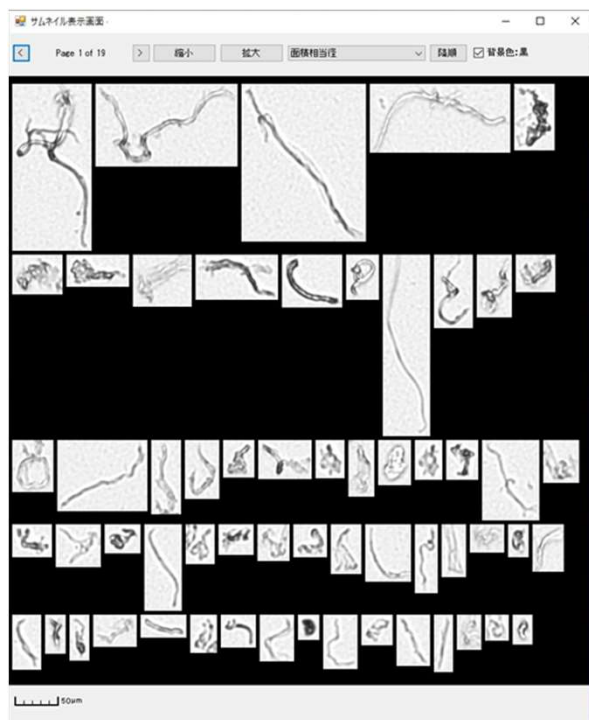 サムネイル表示画面
< Page 1 of 19 > 縮小 拡大 面積相当径 降順 背景色:黒
50μm